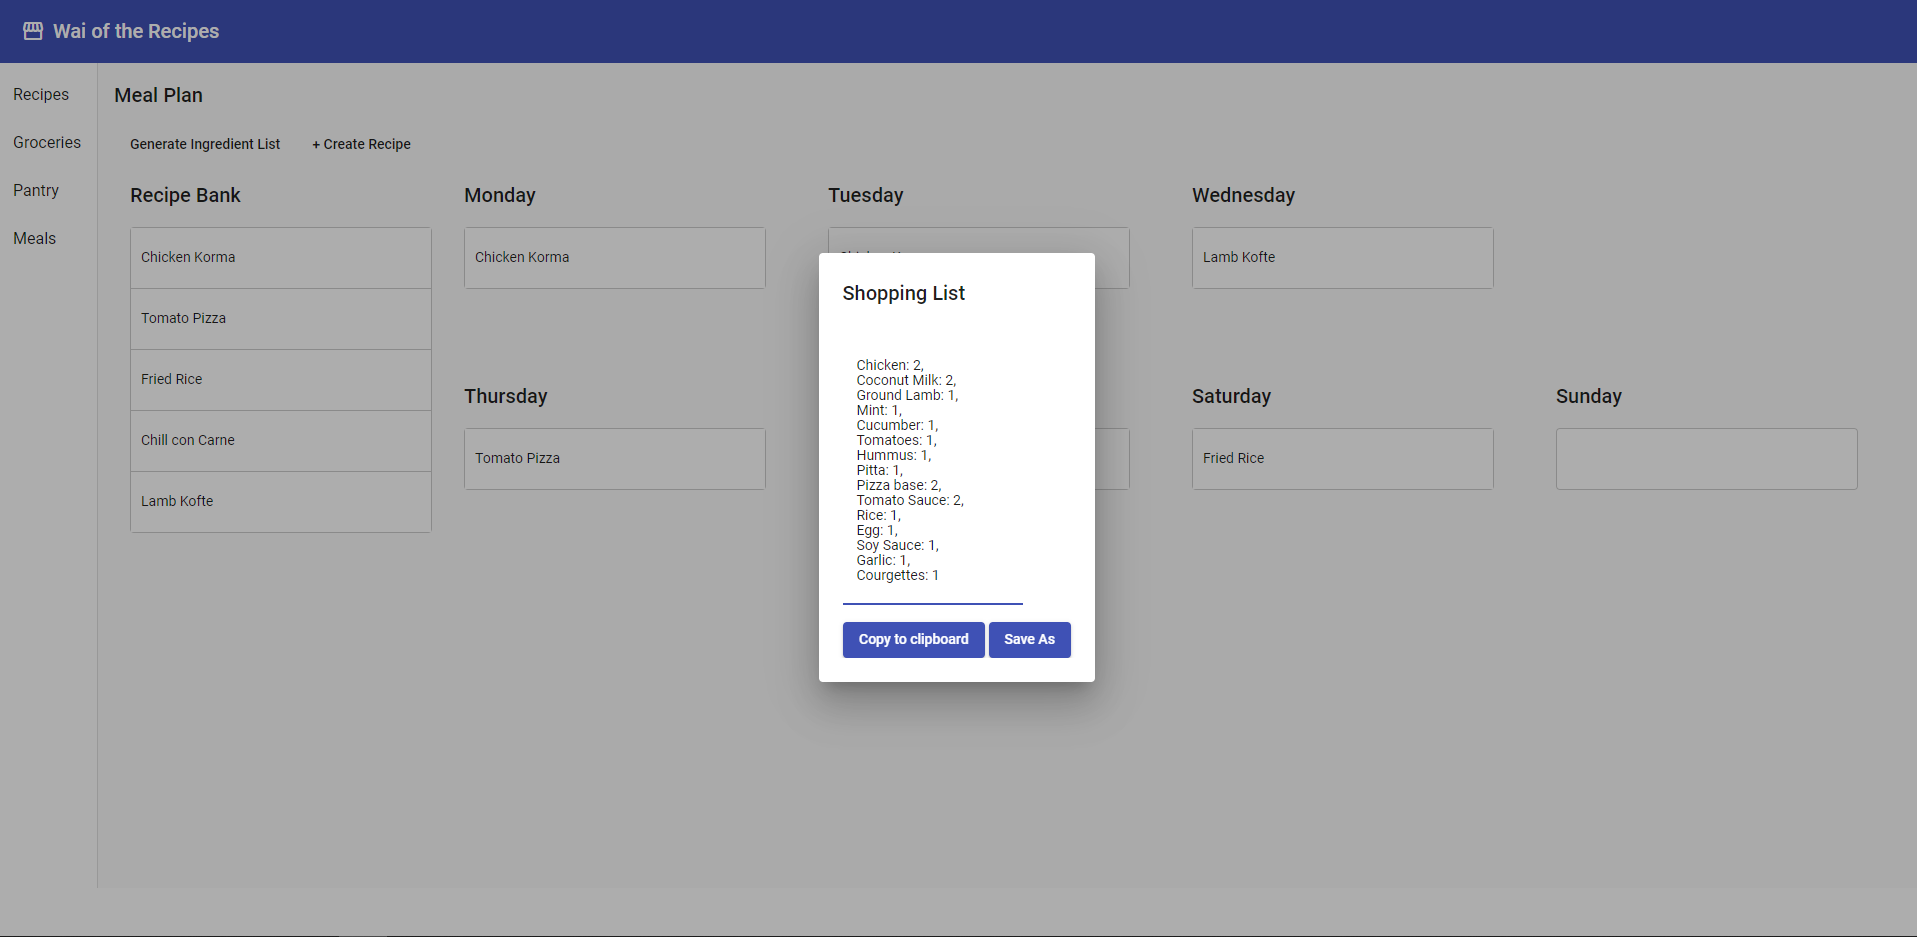 Wai of the Recipes
Recipes
Groceries
Pantry
Meals
Meal Plan
Generate Ingredient List
+ Create Recipe
Recipe Bank
Chicken Korma
Tomato Pizza
Fried Rice
Chill con Carne
Lamb Kofte
Monday
Chicken Korma
Tuesday
Wednesday
Lamb Kofte
Thursday
Tomato Pizza
Saturday
Fried Rice
Sunday
Shopping List
Chicken: 2,
Coconut Milk: 2,
Ground Lamb: 1,
Mint: 1,
Cucumber: 1,
Tomatoes: 1,
Hummus: 1,
Pitta: 1,
Pizza base: 2,
Tomato Sauce: 2,
Rice: 1,
Egg: 1,
Soy Sauce: 1,
Garlic: 1,
Courgettes: 1
Copy to clipboard
Save As